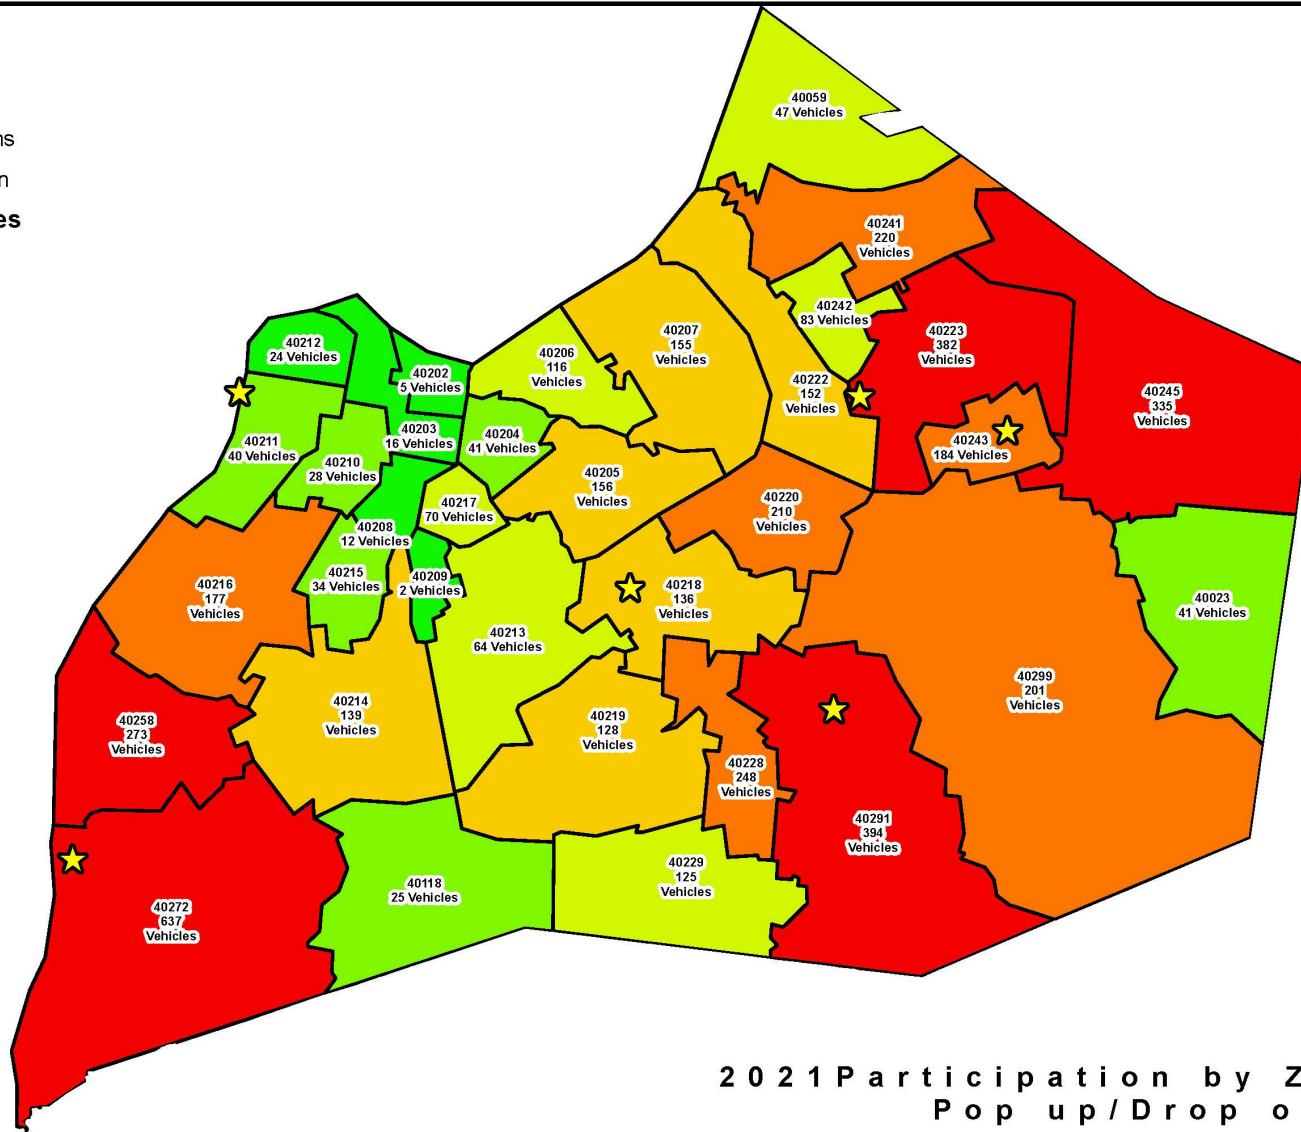 40059
47 Vehicles
ns
n
es
40241
220
Vehicles
40242
83 Vehicles
40223
382
Vehicles
40212
24 Vehicles
40202
5 Vehicles
40206
116
Vehicles
40207
155
Vehicles
40222
152
Vehicles
40245
335
Vehicles
40211
40 Vehicles
40203
16 Vehicles
40204
41 Vehicles
40243
184 Vehicles
40210
28 Vehicles
40205
156
Vehicles
40217
70 Vehicles
40220
210
Vehicles
40208
12 Vehicles
40216
177
Vehicles
40215
34 Vehicles
40209
2 Vehicles
40218
136
Vehicles
40023
41 Vehicles
40213
64 Vehicles
40299
201
Vehicles
40258
273
Vehicles
40214
139
Vehicles
40219
128
Vehicles
40228
248
Vehicles
40291
394
Vehicles
40272
637
Vehicles
40118
25 Vehicles
40229
125
Vehicles
2021Participation by Z
Pop up/Drop o